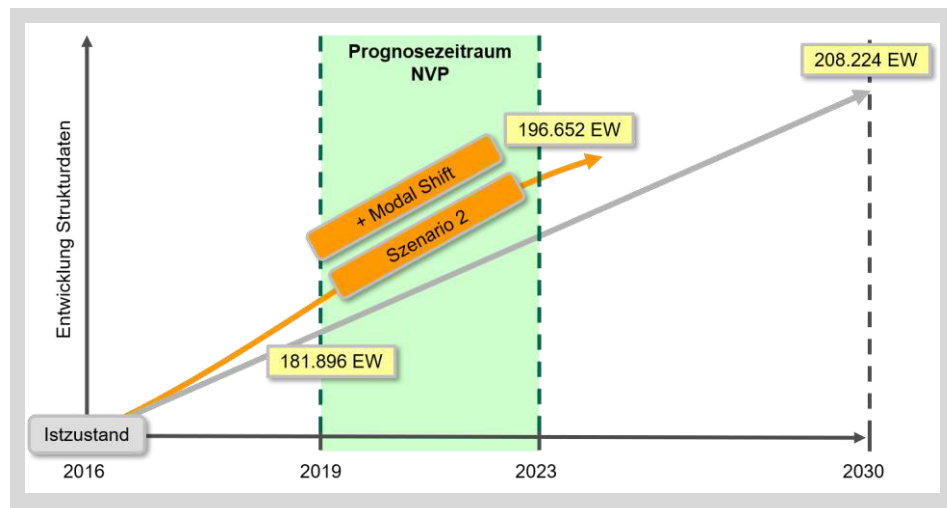 Prognosezeitraum
NVP
208.224 EW
196.652 EW
+ Modal Shift
Szenario 2
Entwicklung Strukturdaten
181.896 EW
Istzustand
2016
2019
2023
2030